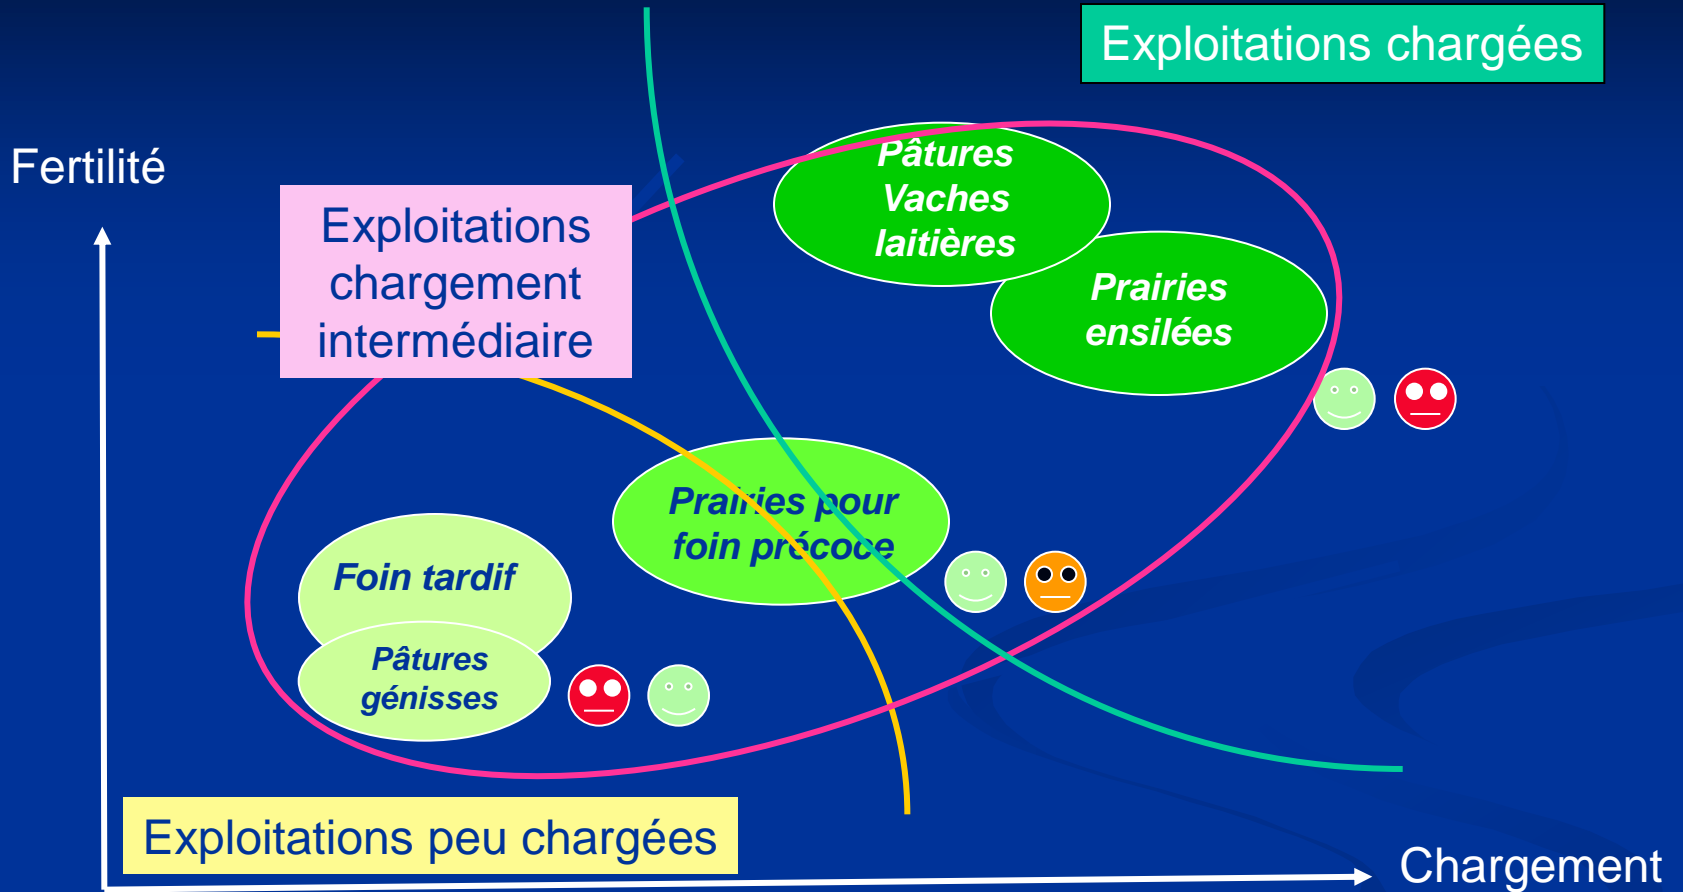 Exploitations chargées
Fertilité
Exploitations
chargement
intermédiaire
Pâtures
Vaches
laitières
Prairies
ensilées
Prairies pour
foin précoce
Foin tardif
Pâtures
génisses
Exploitations peu chargées
Chargement